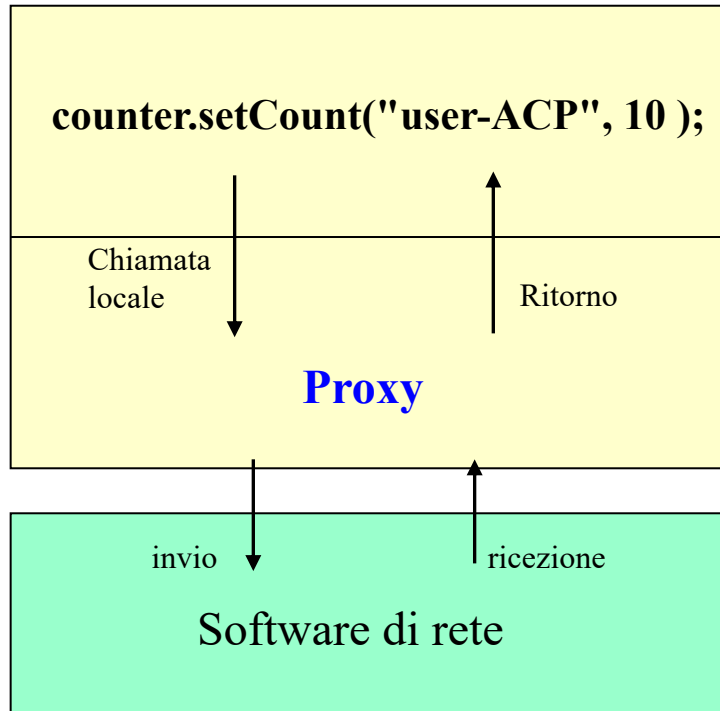 counter.setCount("user-ACP", 10 );
Chiamata
locale
Ritorno
Proxy
invio
ricezione
Software di rete